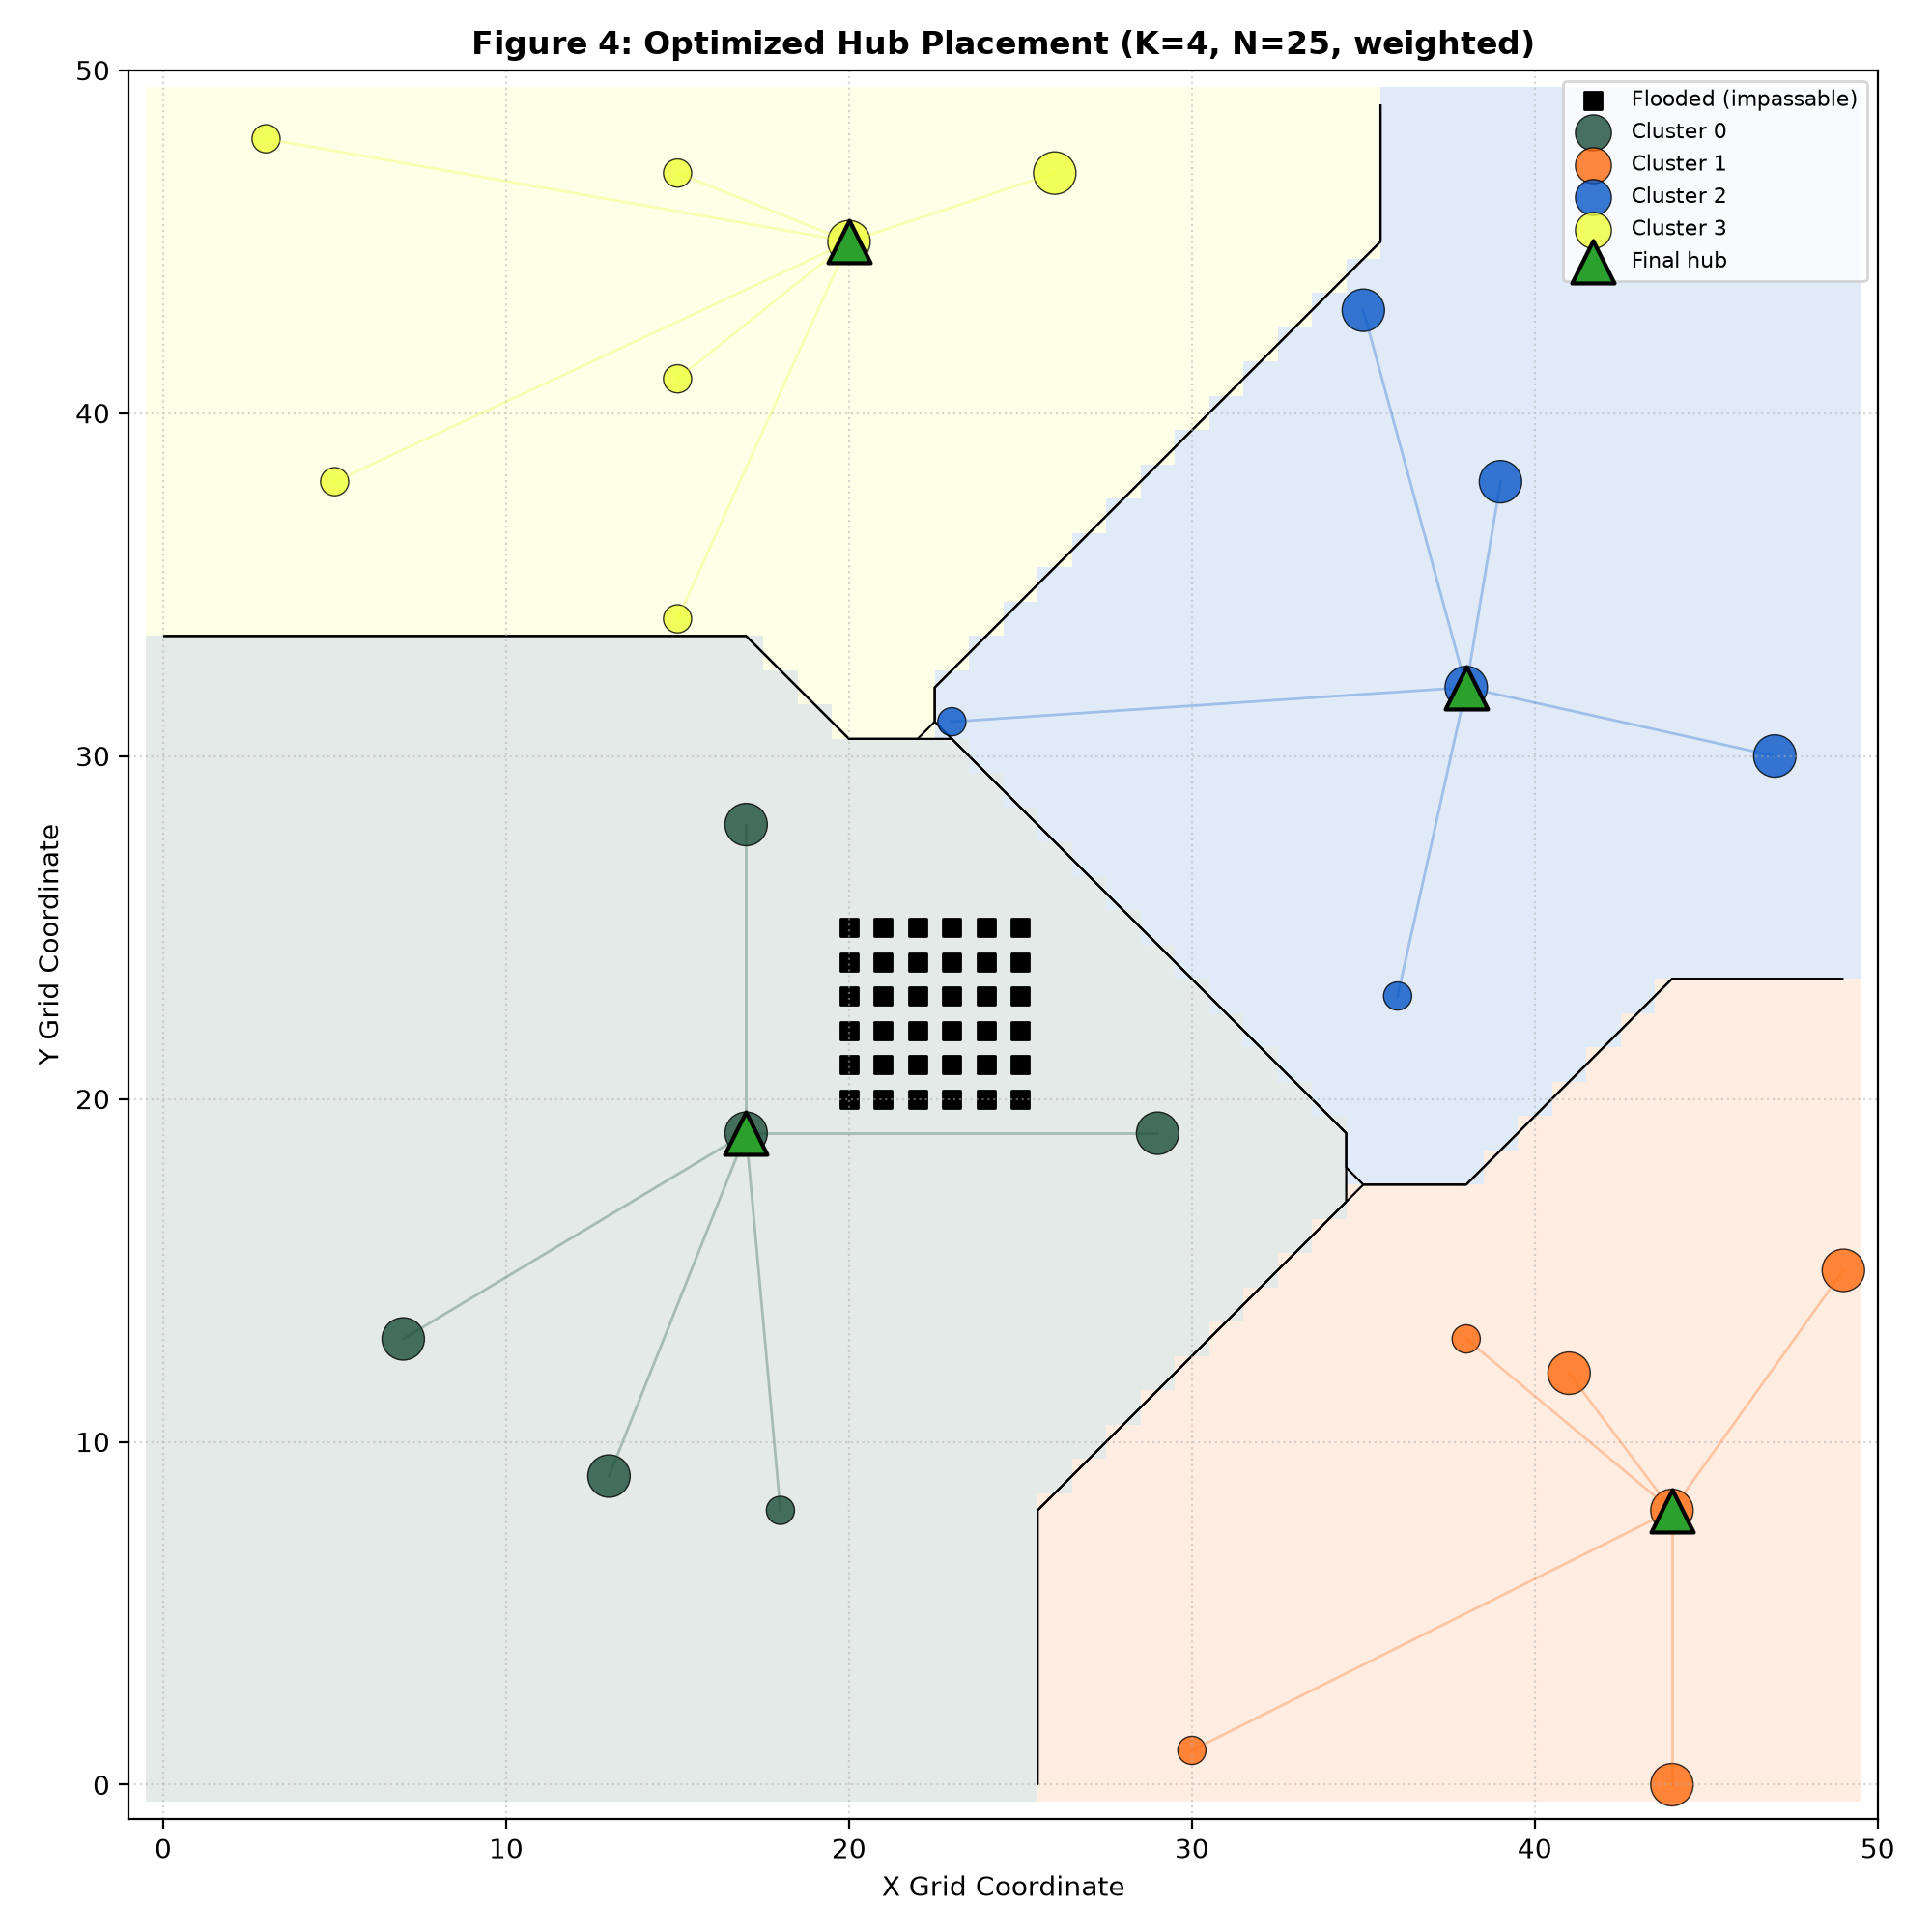 Figure 4: Optimized Hub Placement (K=4, N=25, weighted)
Flooded (impassable)
Cluster 0
Cluster 1
Cluster 2
Cluster 3
Final hub
Y Grid Coordinate
50
40
30
20
10
0
0
10
20
30
40
50
X Grid Coordinate